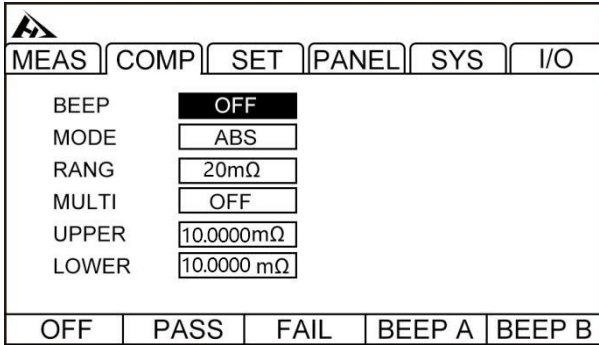 MEAS COMP SET PANEL SYS I/O
BEEP OFF
MODE ABS
RANG 20mΩ
MULTI OFF
UPPER 10.0000mΩ
LOWER 10.0000 mΩ
OFF PASS FAIL BEEP A BEEP B